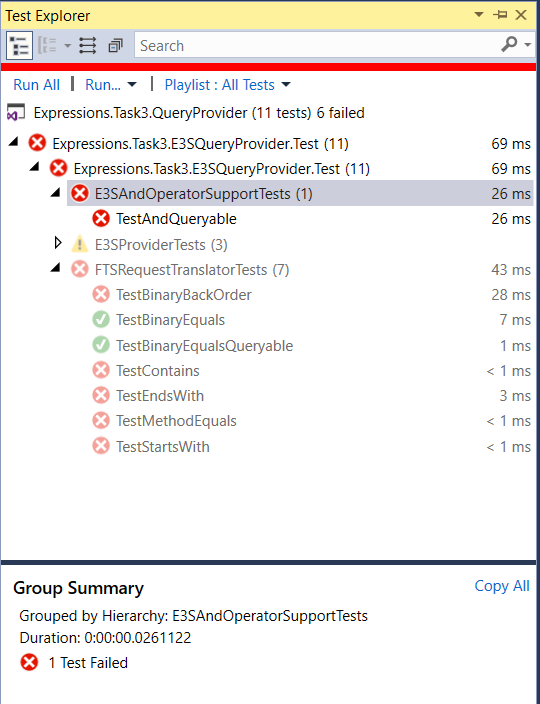 Test Explorer
Search
Run All | Run... | Playlist : All Tests
Expressions.Task3.QueryProvider (11 tests) 6 failed
Expressions.Task3.E3SQueryProvider.Test (11) 69 ms
Expressions.Task3.E3SQueryProvider.Test (11) 69 ms
E3SAndOperatorSupportTests (1) 26 ms
TestAndQueryable 26 ms
E3SProviderTests (3)
FTSRequestTranslatorTests (7) 43 ms
TestBinaryBackOrder 28 ms
TestBinaryEquals 7 ms
TestBinaryEqualsQueryable 1 ms
TestContains < 1 ms
TestEndsWith 3 ms
TestMethodEquals < 1 ms
TestStartsWith < 1 ms
Group Summary Copy All
Grouped by Hierarchy: E3SAndOperatorSupportTests
Duration: 0:00:00.0261122
1 Test Failed